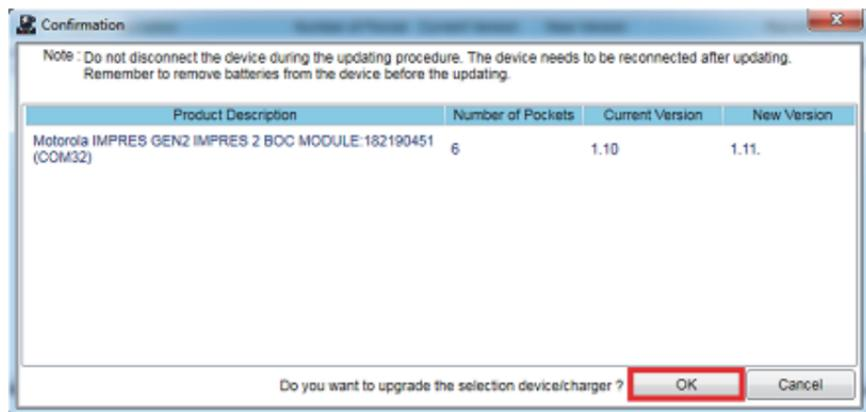 Confirmation
Note : Do not disconnect the device during the updating procedure. The device needs to be reconnected after updating.
Remember to remove batteries from the device before the updating.
Product Description Number of Pockets Current Version New Version
Motorola IMPRES GEN2 IMPRES 2 BOC MODULE:182190451 6 1.10 1.11.
(COM32)
Do you want to upgrade the selection device/charger ? OK Cancel